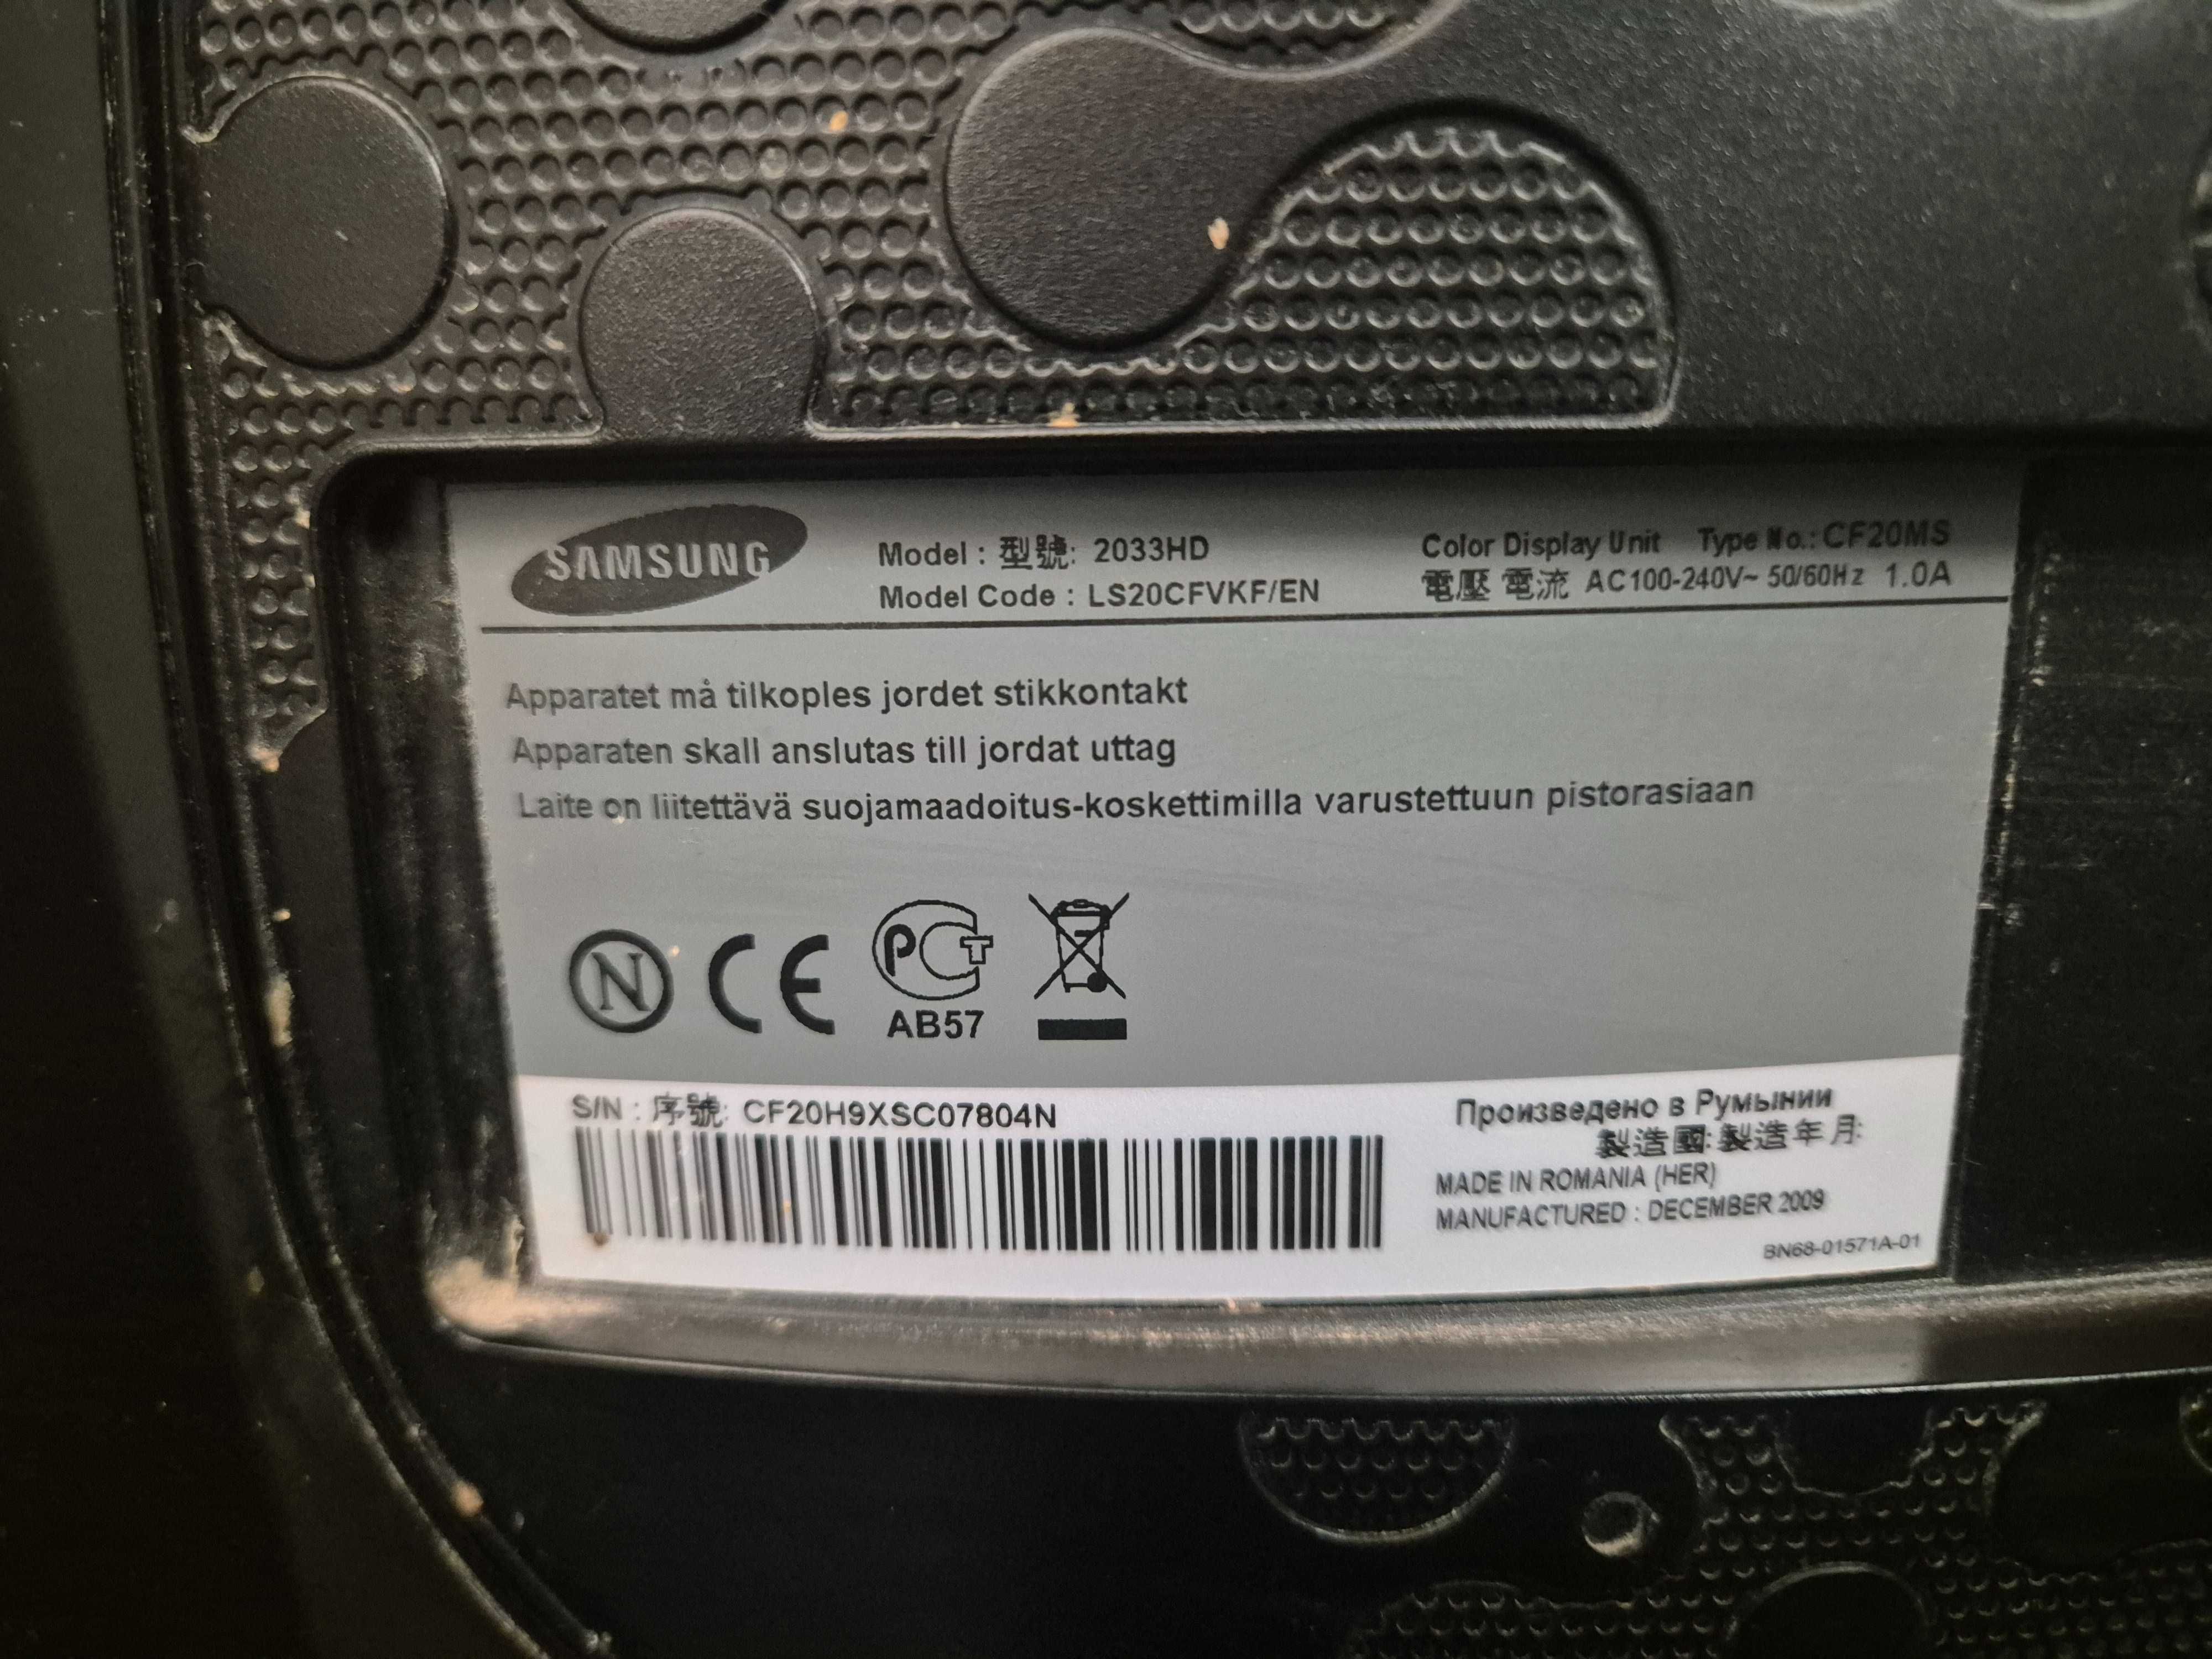 SAMSUNG
Model : 型號: 2033HD
Model Code : LS20CFVKF/EN
Color Display Unit Type No.: CF20MS
電壓 電流 AC100-240V~ 50/60Hz 1.0A
Apparatet må tilkoples jordet stikkontakt
Apparaten skall anslutas till jordat uttag
Laite on liitettävä suojamaadoitus-koskettimilla varustettuun pistorasiaan
N CE PCT
AB57
S/N : 序號: CF20H9XSC07804N
Произведено в Румынии
製造國: 製造年月:
MADE IN ROMANIA (HER)
MANUFACTURED : DECEMBER 2009
BN68-01571A-01